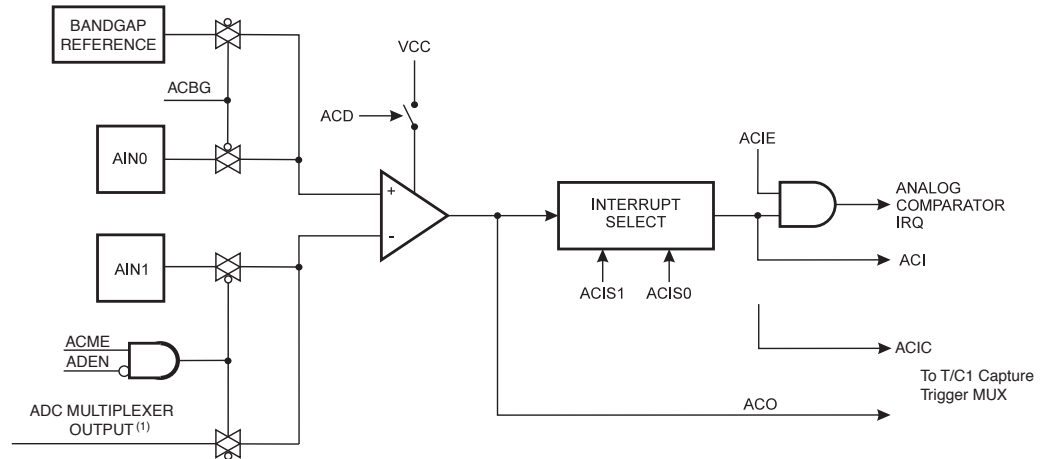 BANDGAP
REFERENCE
VCC
ACBG
ACD
AIN0
ACIE
+
INTERRUPT
SELECT
ANALOG
COMPARATOR
IRQ
-
AIN1
ACI
ACIS1 ACIS0
ACME
ADEN
ACIC
To T/C1 Capture
Trigger MUX
ADC MULTIPLEXER
OUTPUT (1)
ACO